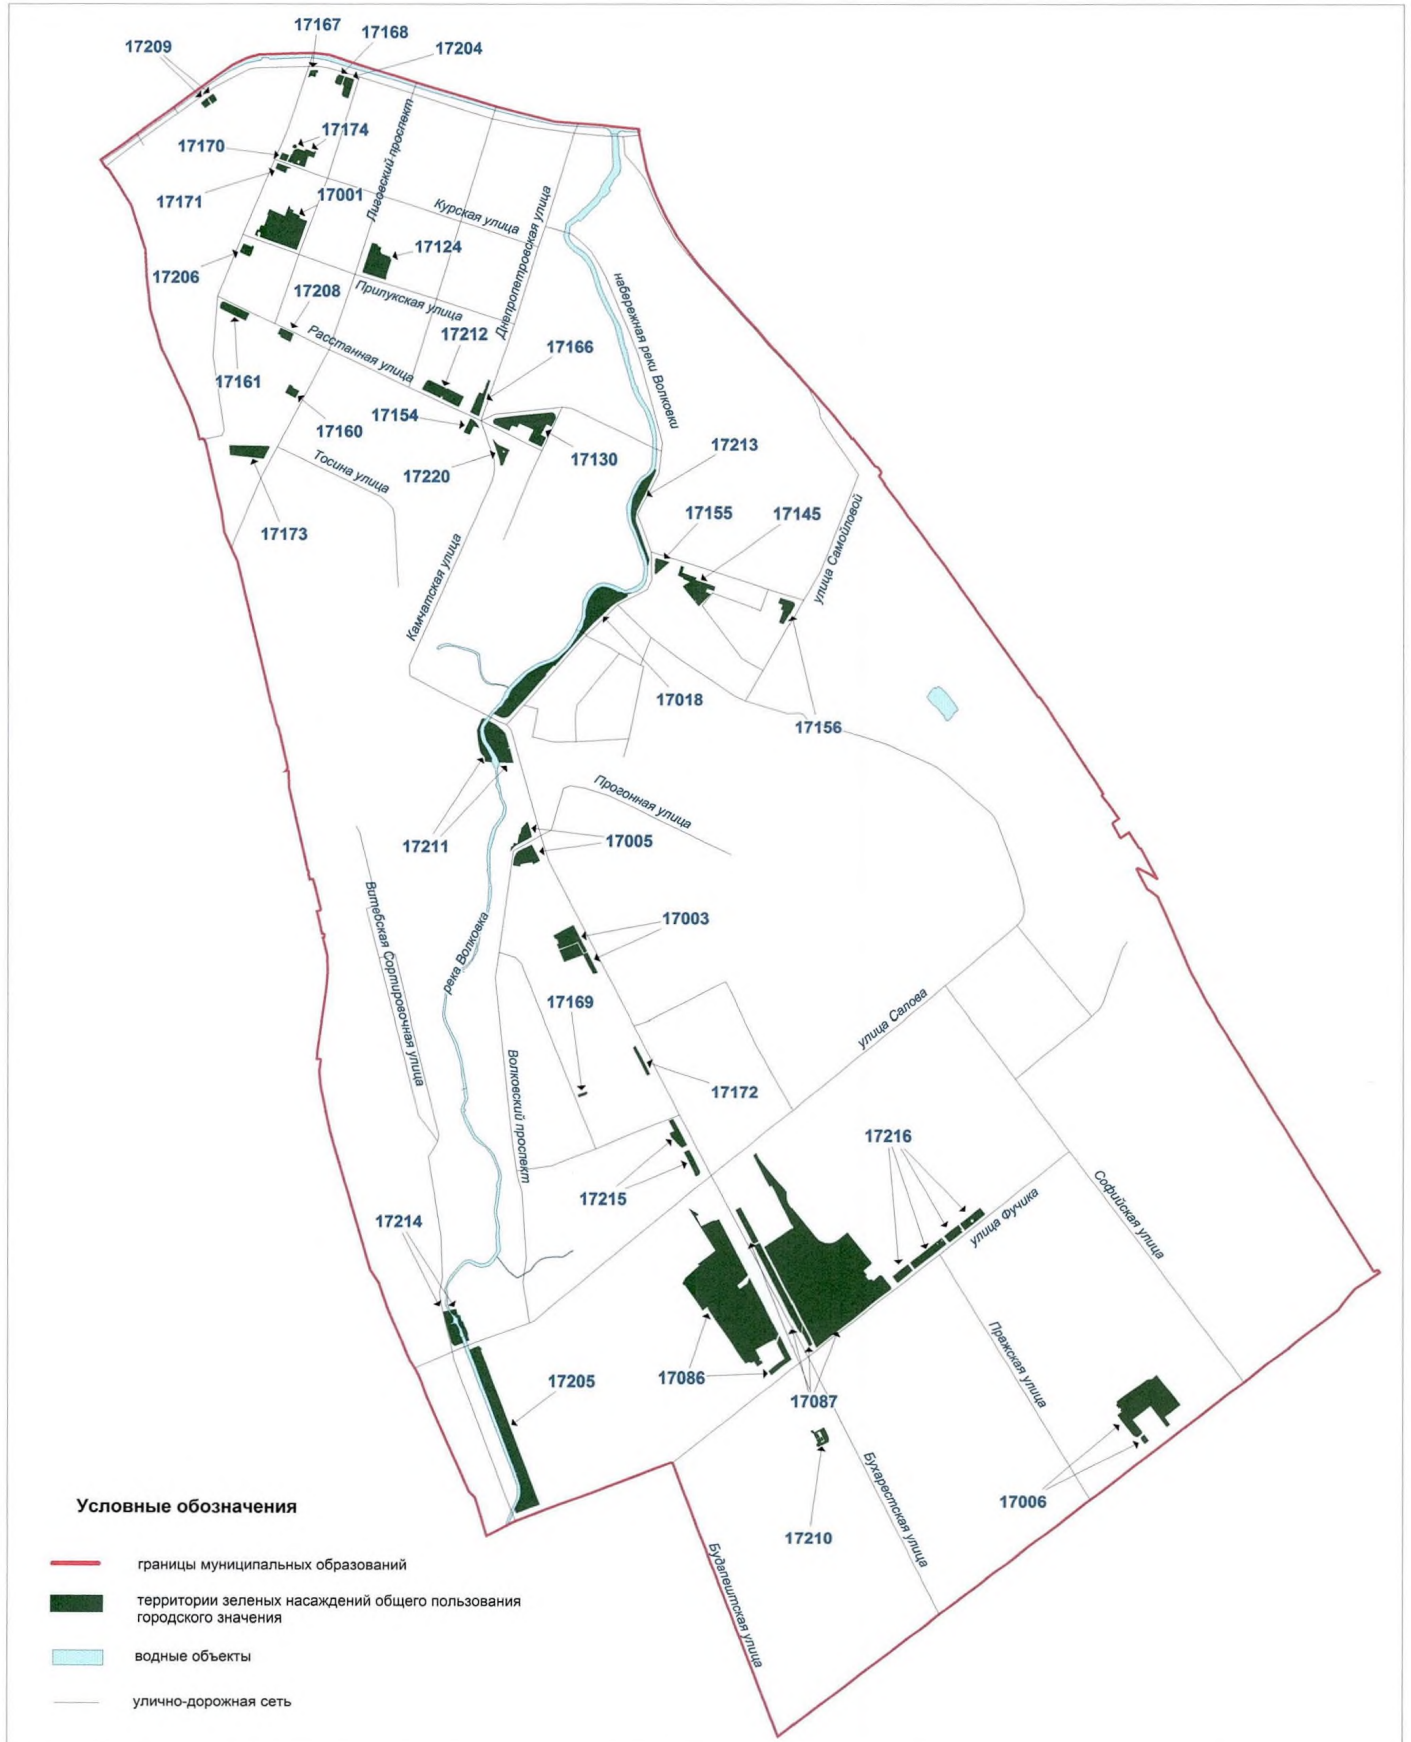 17167
17168
17209
17204
17174
17170
17171
17001
Лиговский проспект
Курская улица
Днепропетровская улица
17124
17206
17208
Прилукская улица
17212
Расстанная улица
17166
набережная реки Волковки
17161
17154
17160
17130
17213
Тосина улица
17220
17173
17155
17145
улица Самойловой
Камчатская улица
17018
17156
Прогонная улица
17211
17005
Витебская Сортировочная улица
река Волковка
17003
17169
улица Салова
Волковский проспект
17172
17216
17215
Софийская улица
улица Фучика
17214
17086
17205
17087
Пражская улица
17006
17210
Бухарестская улица
Будапештская улица
Условные обозначения
границы муниципальных образований
территории зеленых насаждений общего пользования
городского значения
водные объекты
улично-дорожная сеть